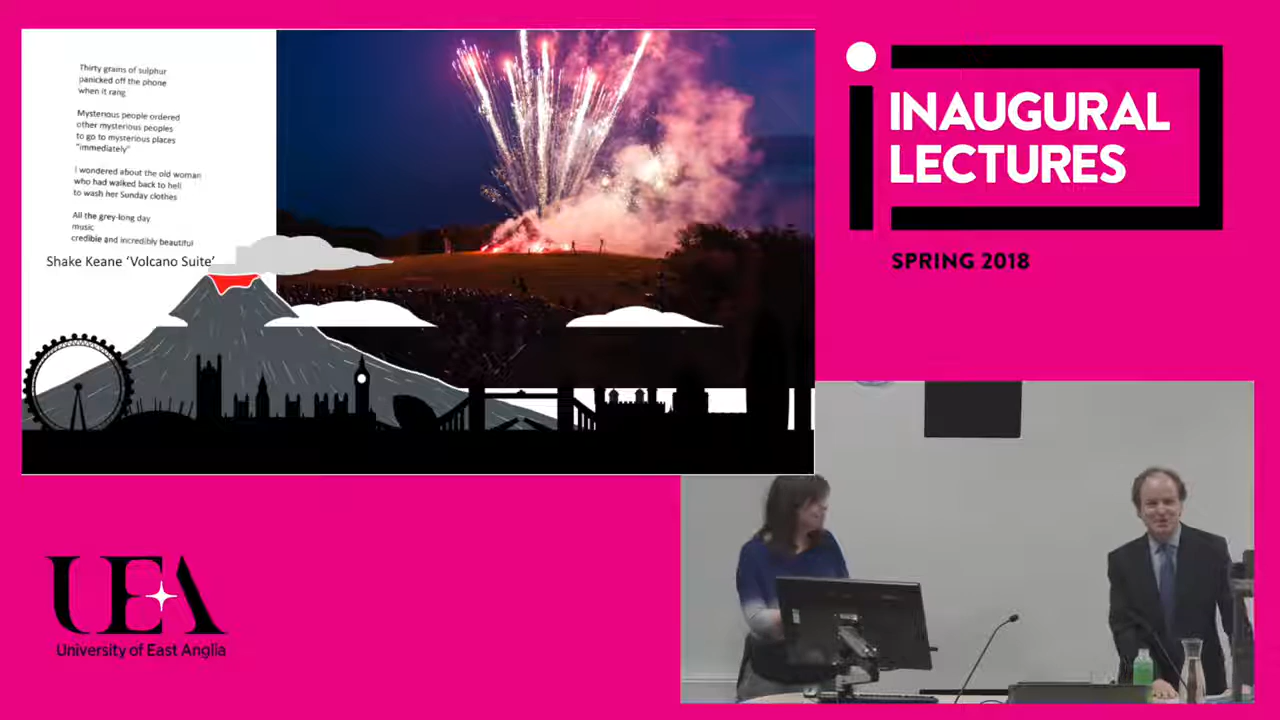 Thirty grains of sulphur
panicked off the phone
when it rang
Mysterious people ordered
other mysterious peoples
to go to mysterious places
"immediately"
I wondered about the old woman
who had walked back to hell
to wash her Sunday clothes
All the grey-long day
music
credible and incredibly beautiful
Shake Keane ‘Volcano Suite’
INAUGURAL
LECTURES
SPRING 2018
UEA
University of East Anglia